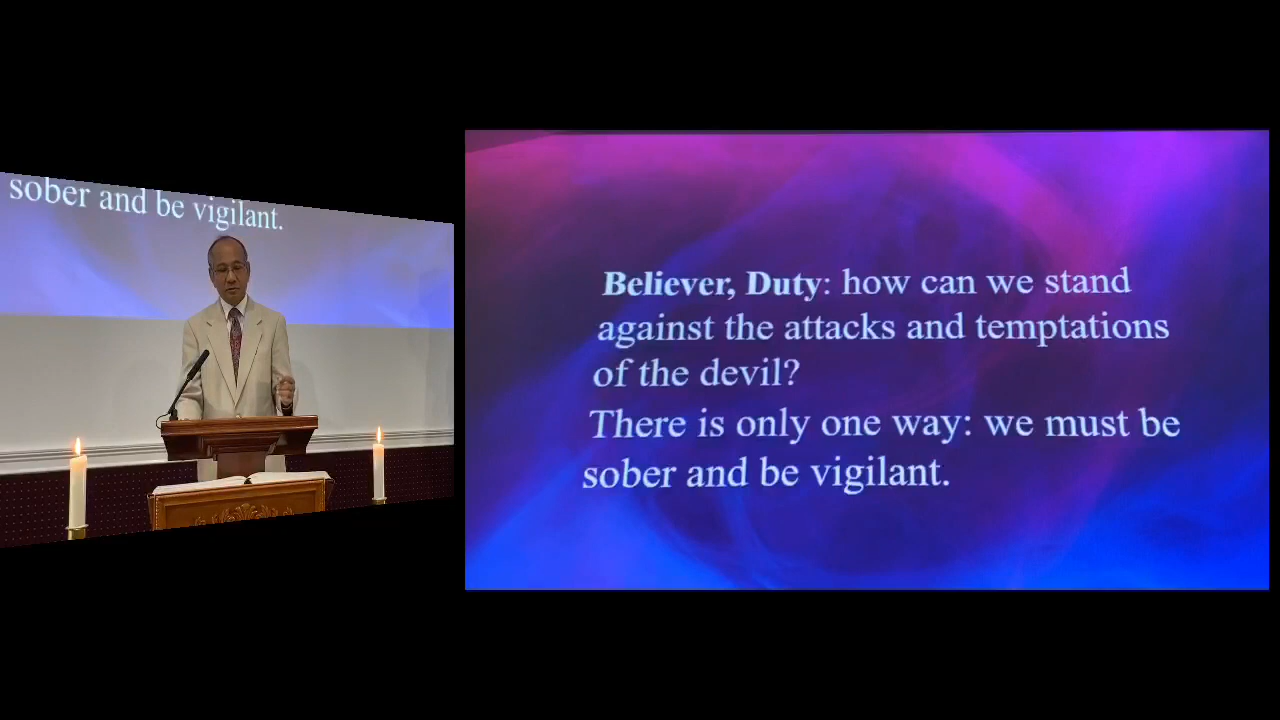 sober and be vigilant.
Believer, Duty: how can we stand
against the attacks and temptations
of the devil?
There is only one way: we must be
sober and be vigilant.